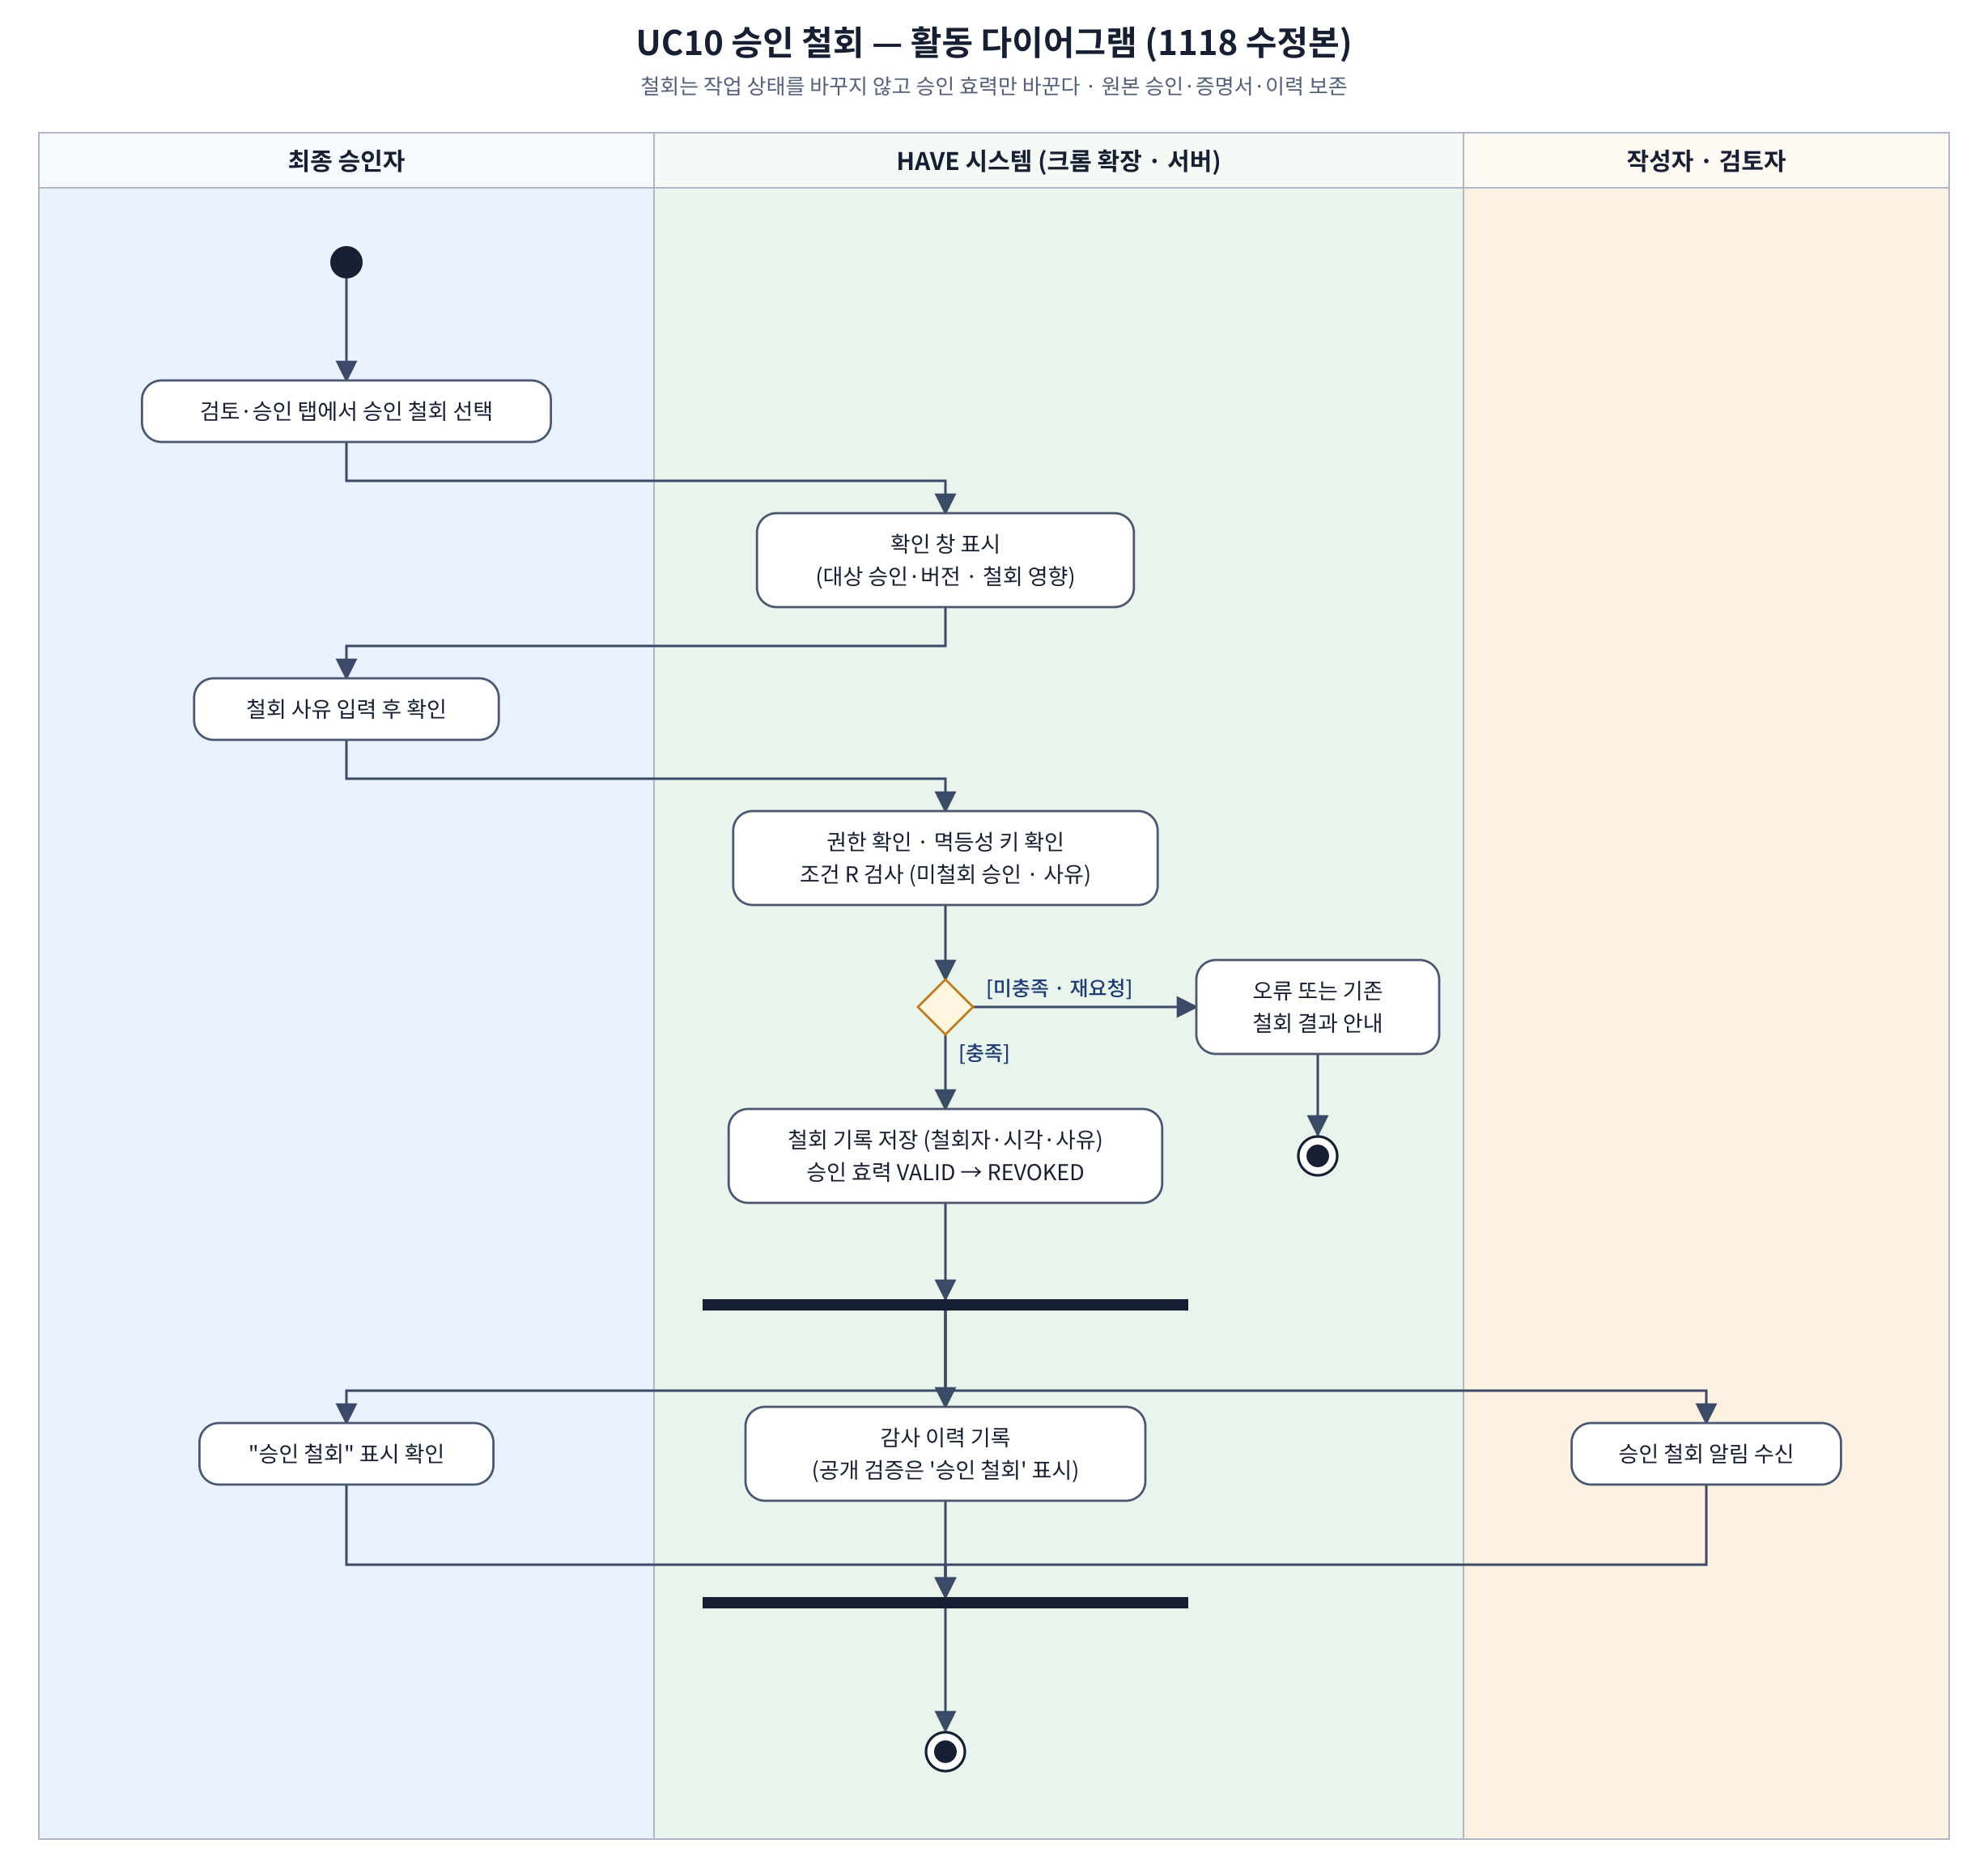 UC10 승인 철회 — 활동 다이어그램 (1118 수정본)
철회는 작업 상태를 바꾸지 않고 승인 효력만 바꾼다 · 원본 승인·증명서·이력 보존
최종 승인자
HAVE 시스템 (크롬 확장 · 서버)
작성자 · 검토자
검토·승인 탭에서 승인 철회 선택
확인 창 표시
(대상 승인·버전 · 철회 영향)
철회 사유 입력 후 확인
권한 확인 · 멱등성 키 확인
조건 R 검사 (미철회 승인 · 사유)
[미충족 · 재요청]
오류 또는 기존
철회 결과 안내
[충족]
철회 기록 저장 (철회자·시각·사유)
승인 효력 VALID → REVOKED
"승인 철회" 표시 확인
감사 이력 기록
(공개 검증은 '승인 철회' 표시)
승인 철회 알림 수신